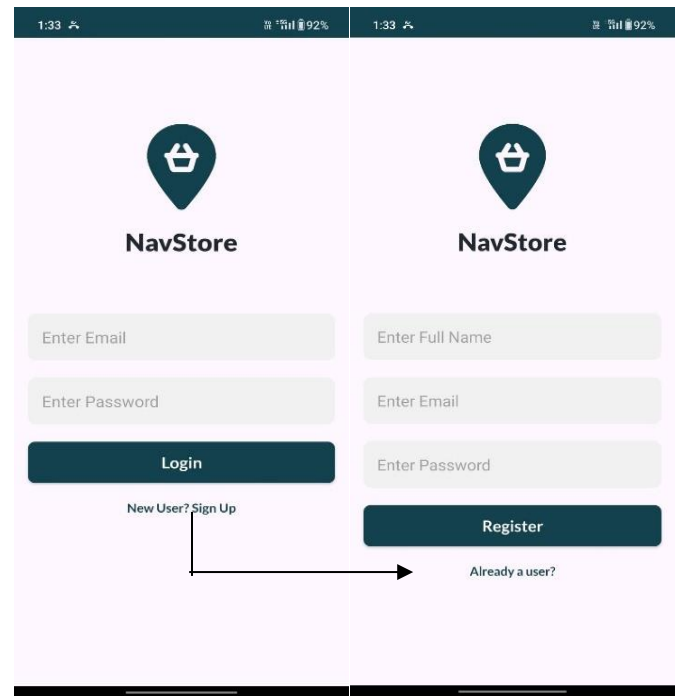 1:33
92%
NavStore
Enter Email
Enter Password
Login
New User? Sign Up
1:33
92%
NavStore
Enter Full Name
Enter Email
Enter Password
Register
Already a user?